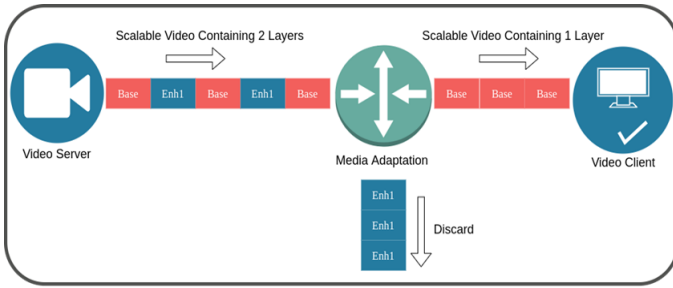 Scalable Video Containing 2 Layers
Scalable Video Containing 1 Layer
Base Enh1 Base Enh1 Base
Base Base Base
Video Server
Media Adaptation
Video Client
Enh1
Enh1
Enh1
Discard